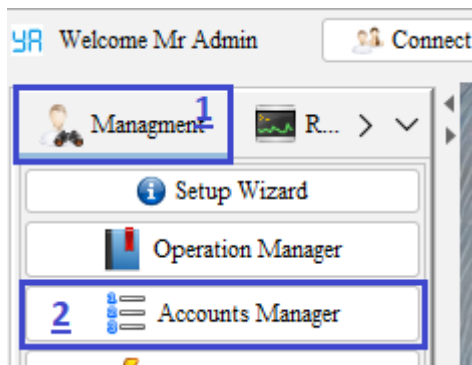 YA Welcome Mr Admin Connect
Managment 1 R...
Setup Wizard
Operation Manager
2 Accounts Manager